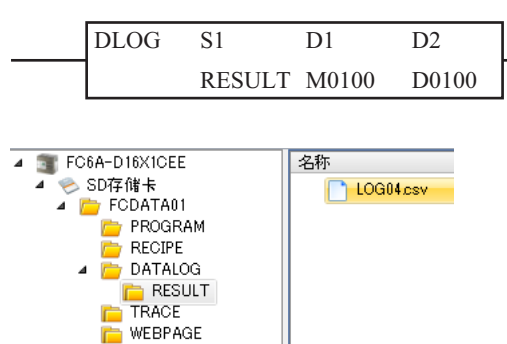 DLOG S1 D1 D2
RESULT M0100 D0100
FC6A-D16X1CEE
SD存储卡
FCDATA01
PROGRAM
RECIPE
DATALOG
RESULT
TRACE
WEBPAGE
名称
LOG04.csv